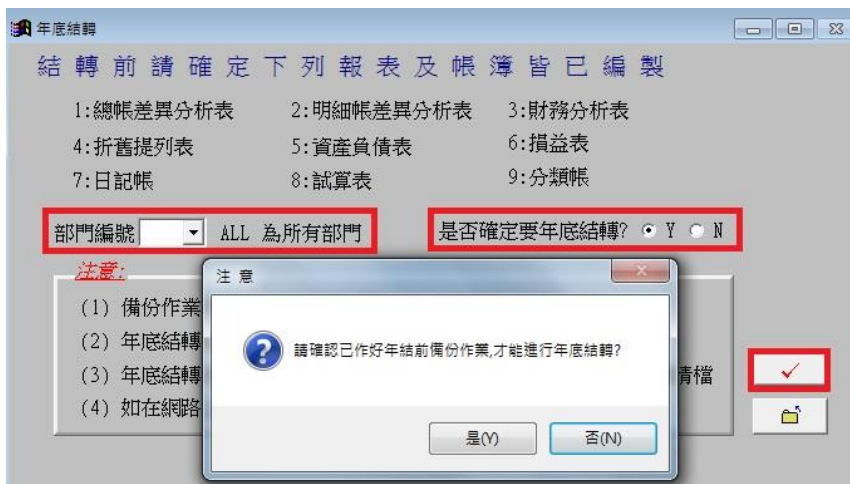 年底結轉
結轉前請確定下列報表及帳簿皆已編製
1:總帳差異分析表 2:明細帳差異分析表 3:財務分析表
4:折舊提列表 5:資產負債表 6:損益表
7:日記帳 8:試算表 9:分類帳
部門編號 ALL 為所有部門 是否確定要年底結轉? Y N
注意:
(1) 備份作業
(2) 年底結轉
(3) 年底結轉 情檔
(4) 如在網路
注 意
請確認已作好年結前備份作業,才能進行年底結轉?
是(Y) 否(N)